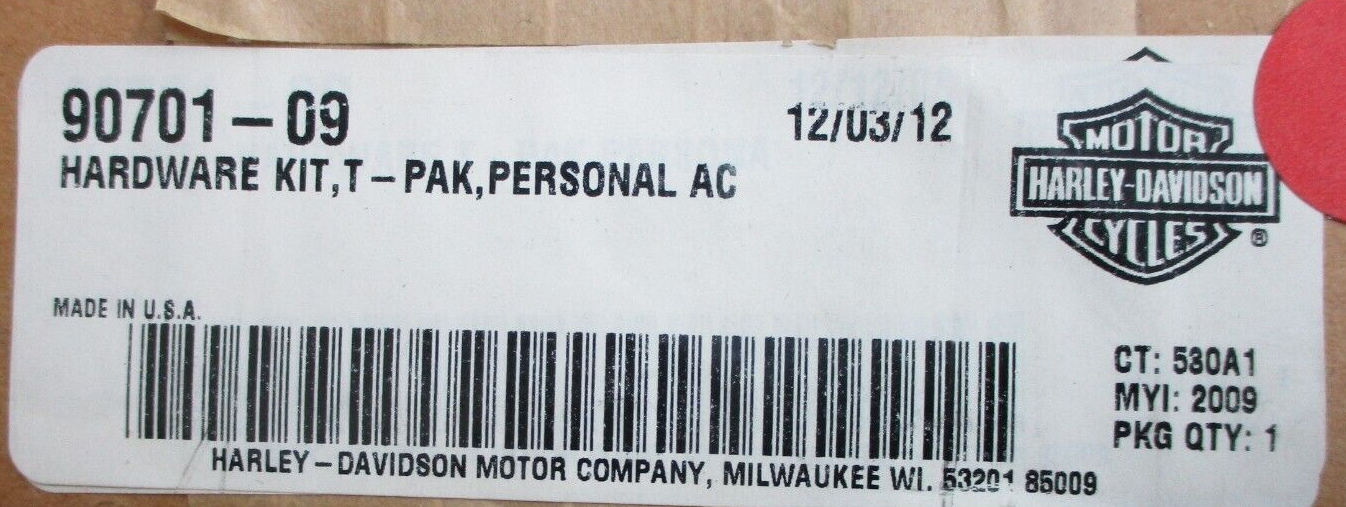 90701-09
12/03/12
HARDWARE KIT,T-PAK,PERSONAL AC
MOTOR
HARLEY-DAVIDSON
CYCLES
®
MADE IN U.S.A.
CT: 530A1
MYI: 2009
PKG QTY: 1
HARLEY-DAVIDSON MOTOR COMPANY, MILWAUKEE WI. 53201 85009